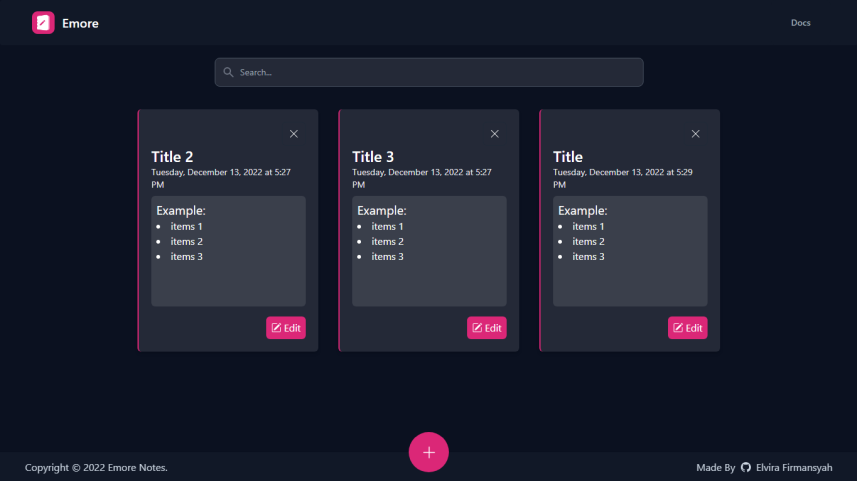 Emore
Docs
Search...
Title 2
Tuesday, December 13, 2022 at 5:27
PM
Example:
items 1
items 2
items 3
Edit
Title 3
Tuesday, December 13, 2022 at 5:27
PM
Example:
items 1
items 2
items 3
Edit
Title
Tuesday, December 13, 2022 at 5:29
PM
Example:
items 1
items 2
items 3
Edit
Copyright © 2022 Emore Notes.
Made By Elvira Firmansyah